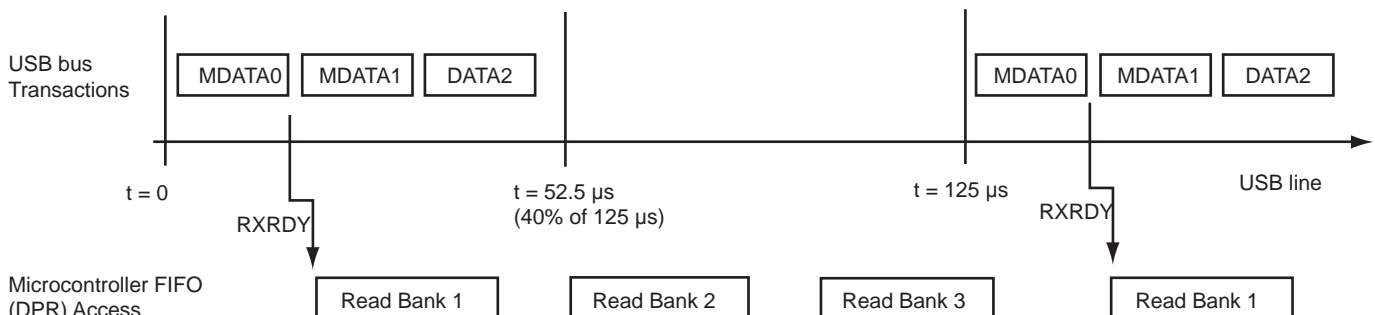 USB bus
Transactions
MDATA0 MDATA1 DATA2 MDATA0 MDATA1 DATA2
t = 0
t = 52.5 µs
(40% of 125 µs)
t = 125 µs
USB line
RXRDY
RXRDY
Microcontroller FIFO
(DPR) Access
Read Bank 1 Read Bank 2 Read Bank 3 Read Bank 1